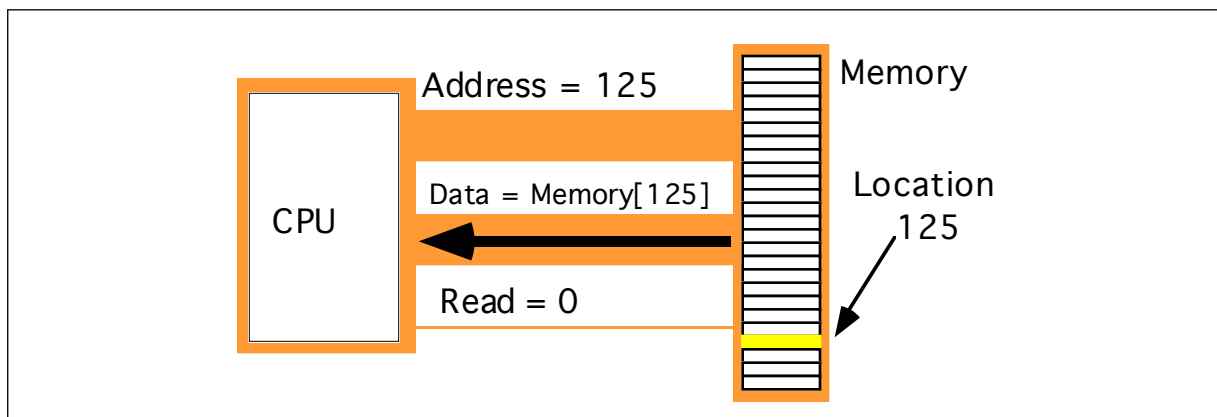 Address = 125
Memory
Data = Memory[125]
Location
125
CPU
Read = 0